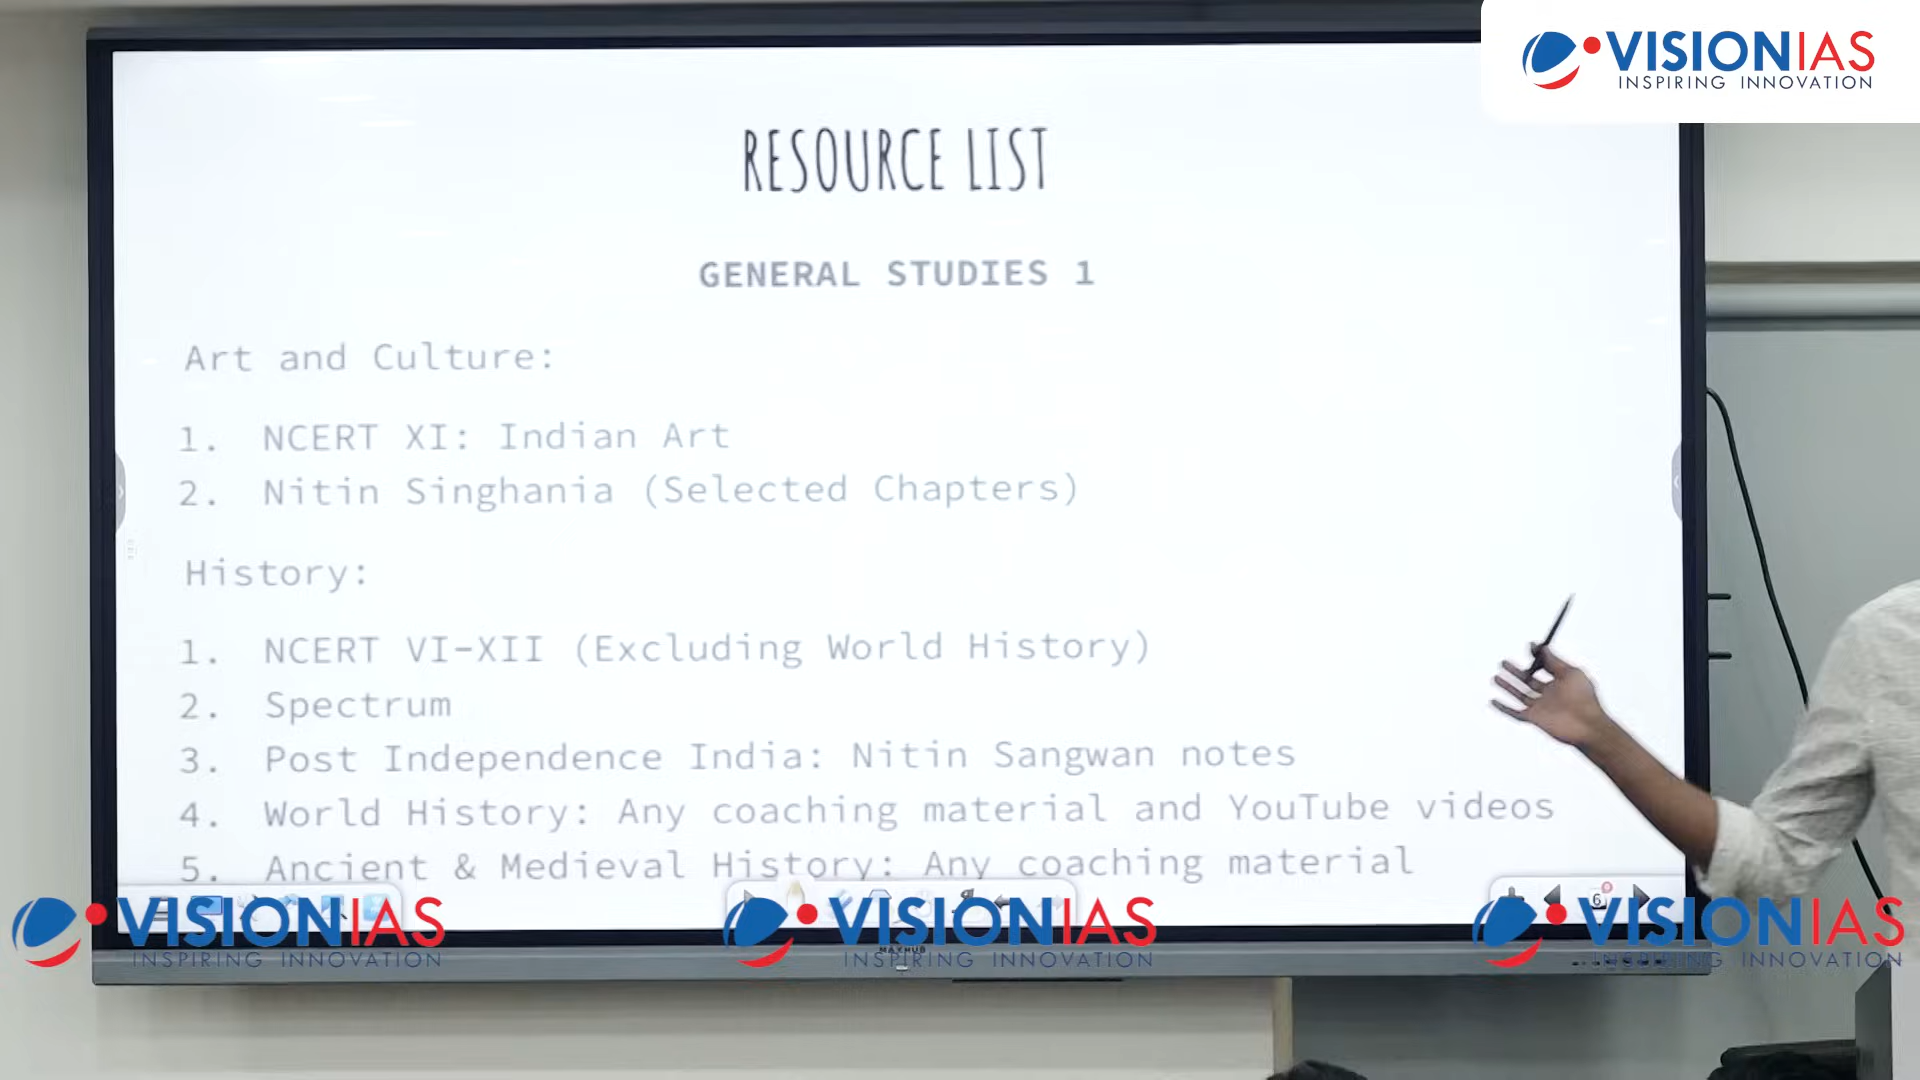 VISIONIAS
INSPIRING INNOVATION
RESOURCE LIST
GENERAL STUDIES 1
Art and Culture:
1. NCERT XI: Indian Art
2. Nitin Singhania (Selected Chapters)
History:
1. NCERT VI-XII (Excluding World History)
2. Spectrum
3. Post Independence India: Nitin Sangwan notes
4. World History: Any coaching material and YouTube videos
5. Ancient & Medieval History: Any coaching material
6
VISIONIAS
INSPIRING INNOVATION
VISIONIAS
INSPIRING INNOVATION
VISIONIAS
INSPIRING INNOVATION
MAXHUB